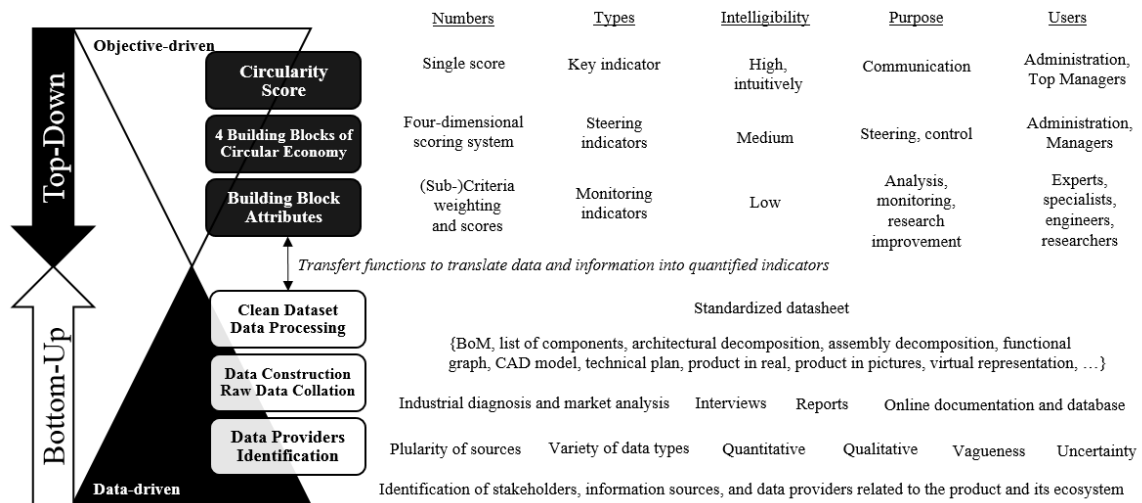 Numbers Types Intelligibility Purpose Users
Objective-driven
Top-Down
Circularity
Score
Single score
Key indicator
High,
intuitively
Communication
Administration,
Top Managers
4 Building Blocks of
Circular Economy
Four-dimensional
scoring system
Steering
indicators
Medium
Steering, control
Administration,
Managers
Building Block
Attributes
(Sub-)Criteria
weighting
and scores
Monitoring
indicators
Low
Analysis,
monitoring,
research
improvement
Experts,
specialists,
engineers,
researchers
Transfert functions to translate data and information into quantified indicators
Bottom-Up
Clean Dataset
Data Processing
Standardized datasheet
{BoM, list of components, architectural decomposition, assembly decomposition, functional
graph, CAD model, technical plan, product in real, product in pictures, virtual representation, …}
Data Construction
Raw Data Collation
Industrial diagnosis and market analysis Interviews Reports Online documentation and database
Data Providers
Identification
Plularity of sources Variety of data types Quantitative Qualitative Vagueness Uncertainty
Data-driven
Identification of stakeholders, information sources, and data providers related to the product and its ecosystem